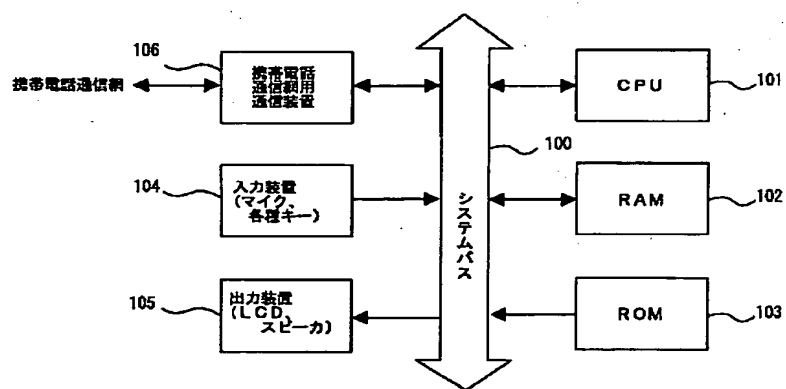 106
携帯電話通信網
携帯電話
通信網用
通信装置
CPU
101
100
104
入力装置
(マイク、
各種キー)
システムバス
RAM
102
105
出力装置
(LCD、
スピーカ)
ROM
103